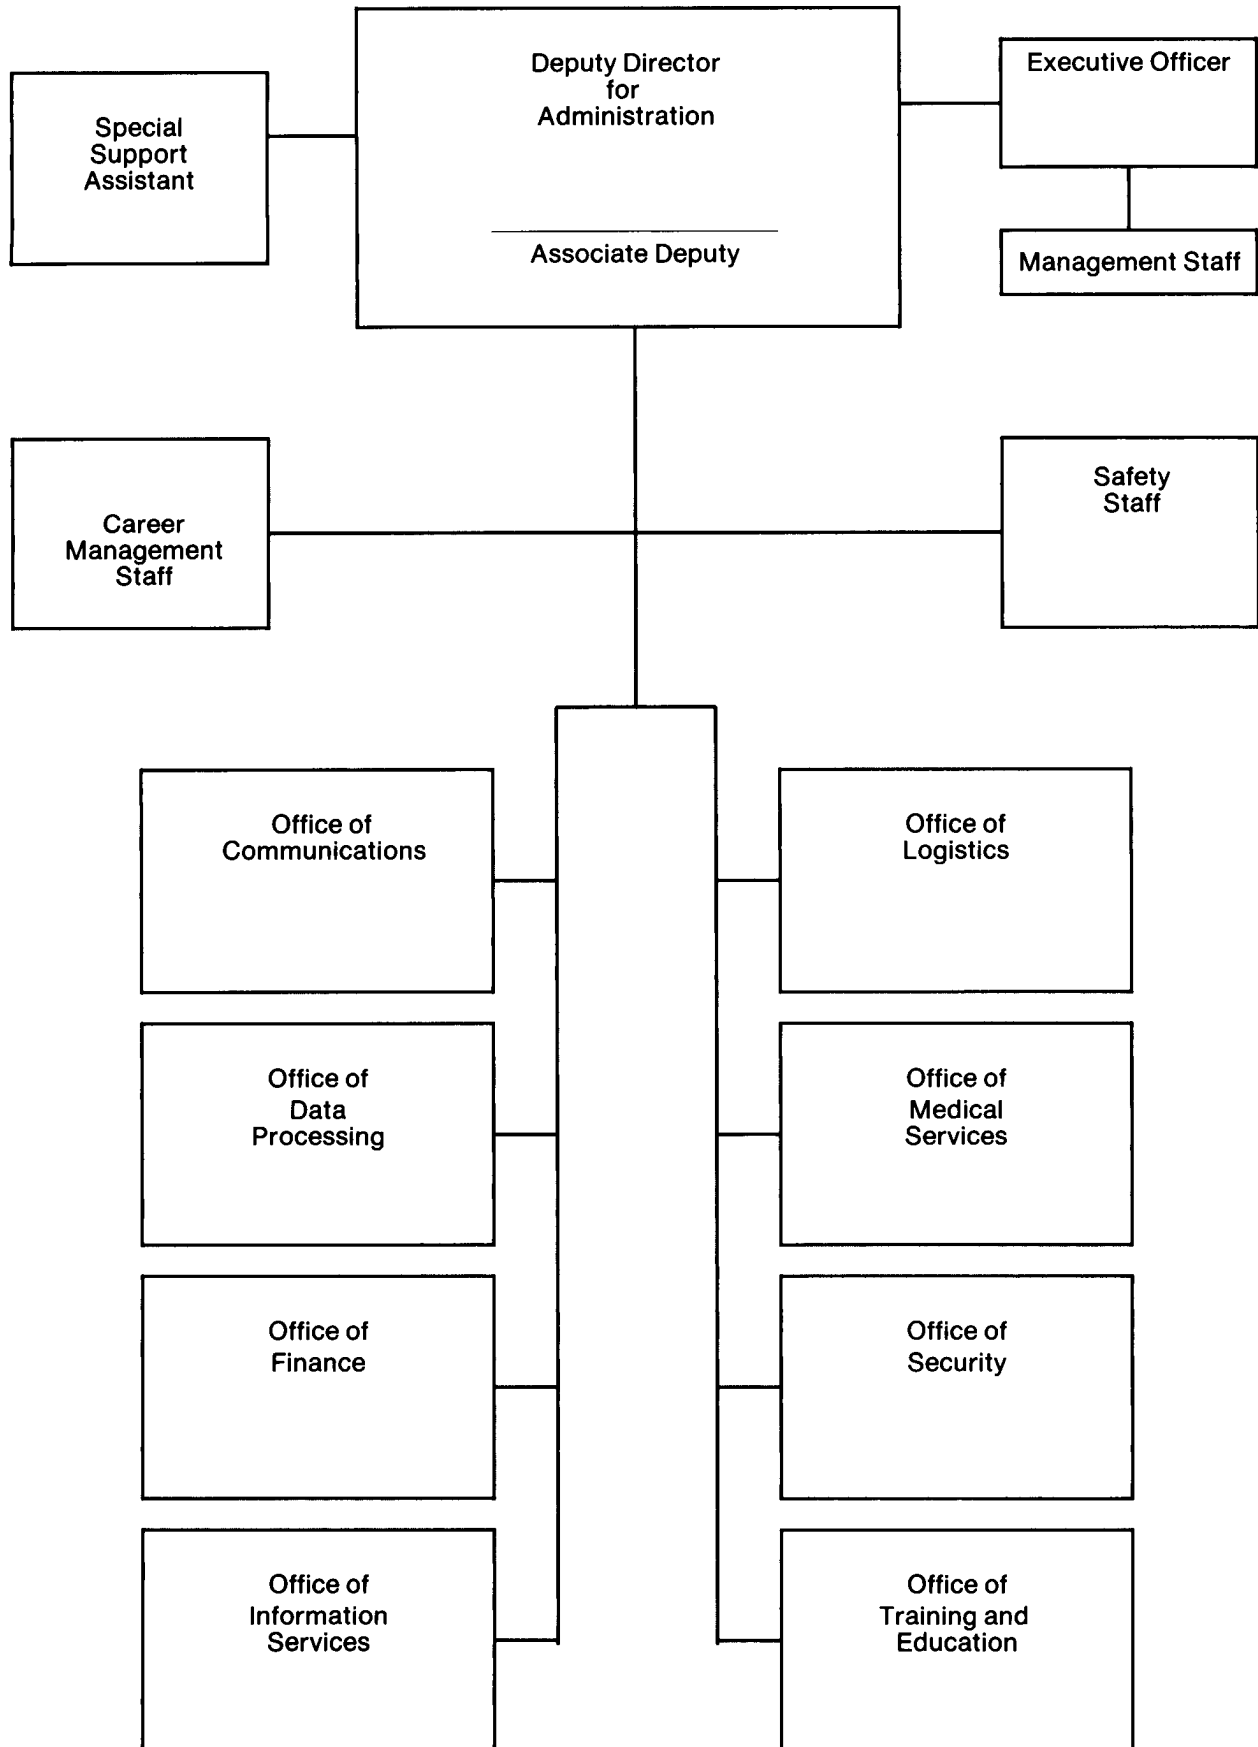 Deputy Director
for
Administration
Associate Deputy
Special
Support
Assistant
Executive Officer
Management Staff
Career
Management
Staff
Safety
Staff
Office of
Communications
Office of
Logistics
Office of
Data
Processing
Office of
Medical
Services
Office of
Finance
Office of
Security
Office of
Information
Services
Office of
Training and
Education